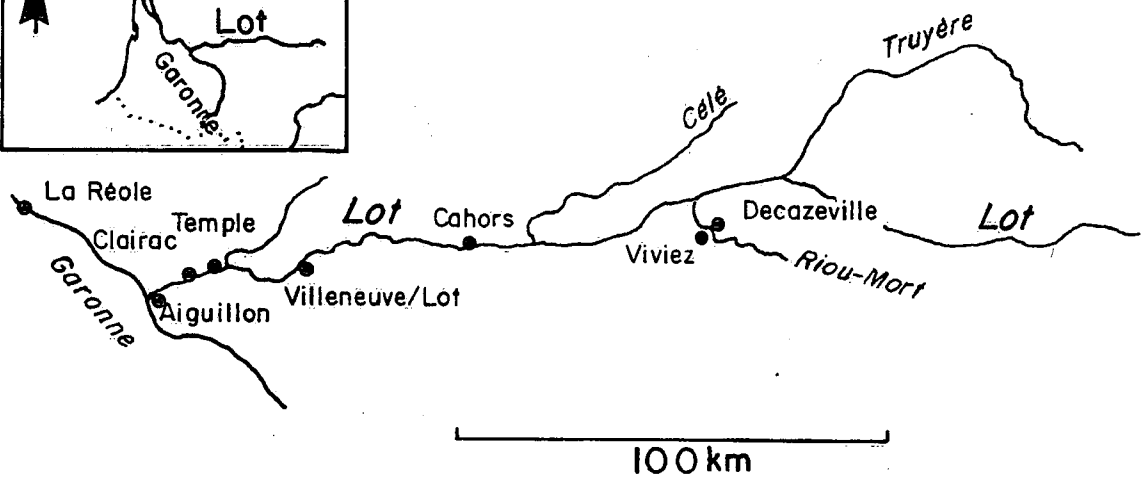 Lot
Garonne
Truyère
Célé
La Réole
Temple
Lot
Cahors
Decazeville
Lot
Clairac
Viviez
Riou-Mort
Garonne
Villeneuve/Lot
Aiguillon
100 km